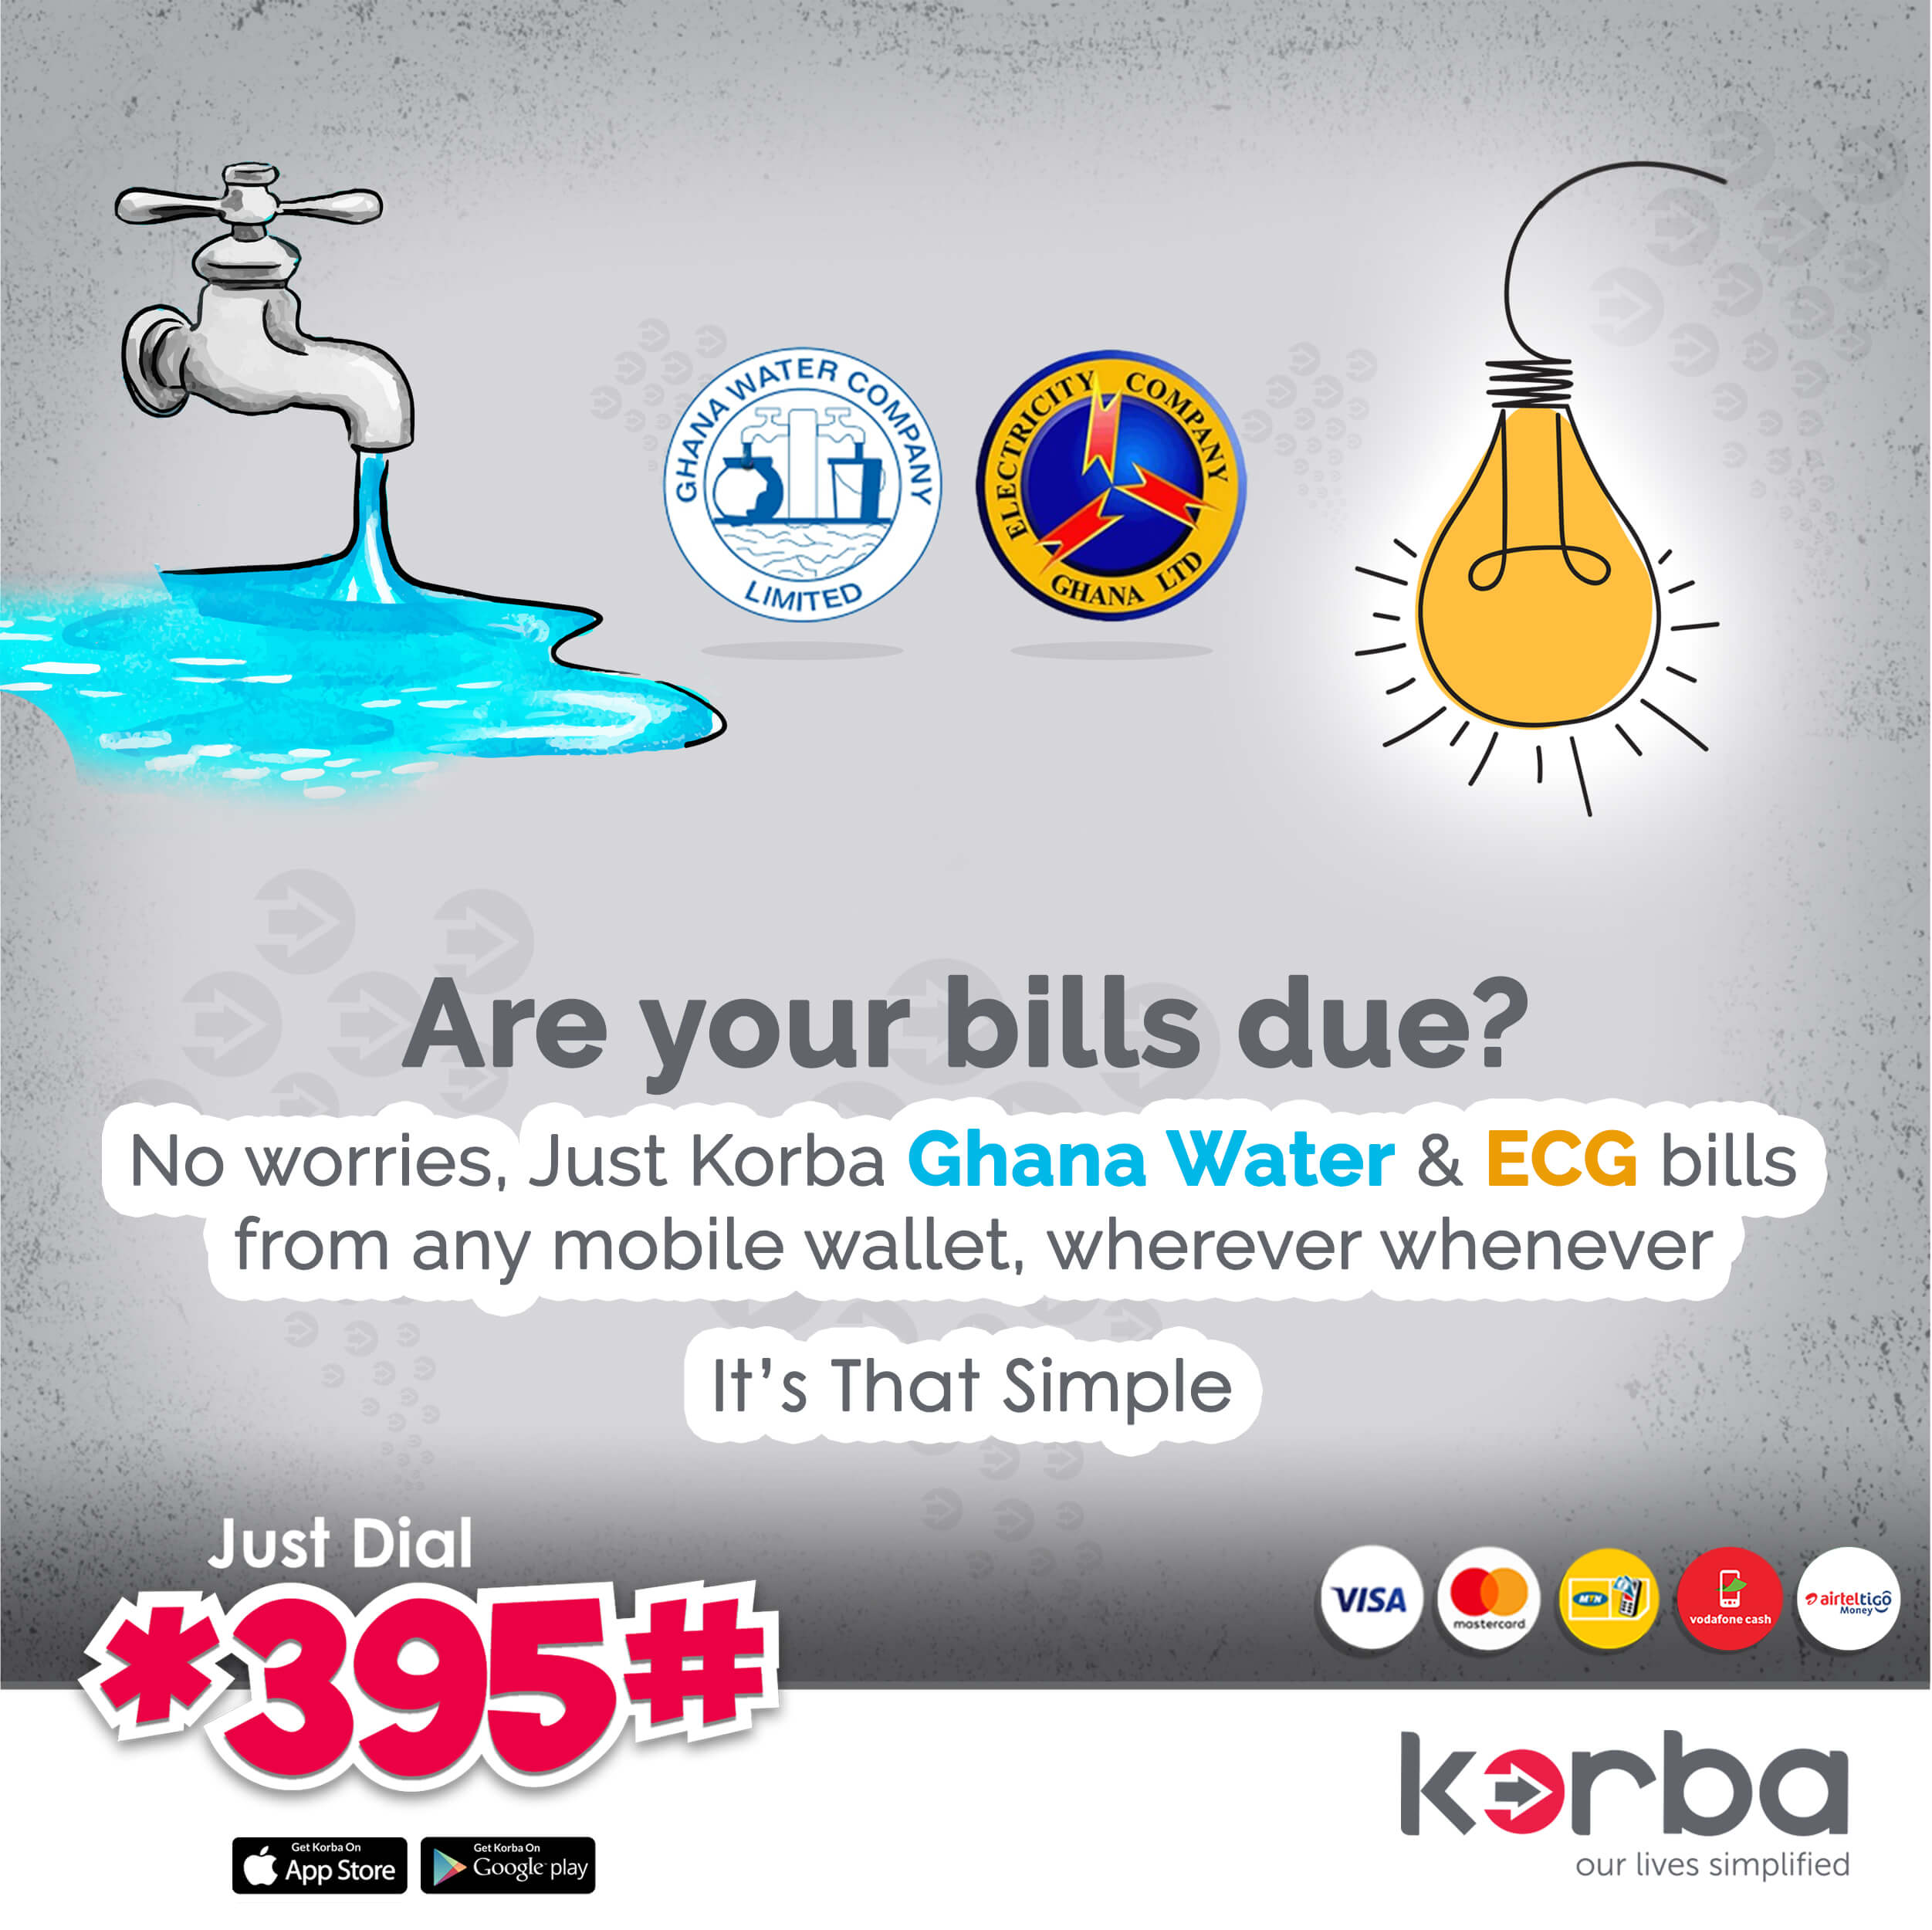 GHANA WATER COMPANY
LIMITED
ELECTRICITY COMPANY
GHANA LTD
Are your bills due?
No worries, Just Korba Ghana Water & ECG bills
from any mobile wallet, wherever whenever
It's That Simple
Just Dial
*395#
VISA
mastercard
MTN
vodafone cash
airteltigo
Money
Get Korba On
App Store
Get Korba On
Google play
korba
our lives simplified